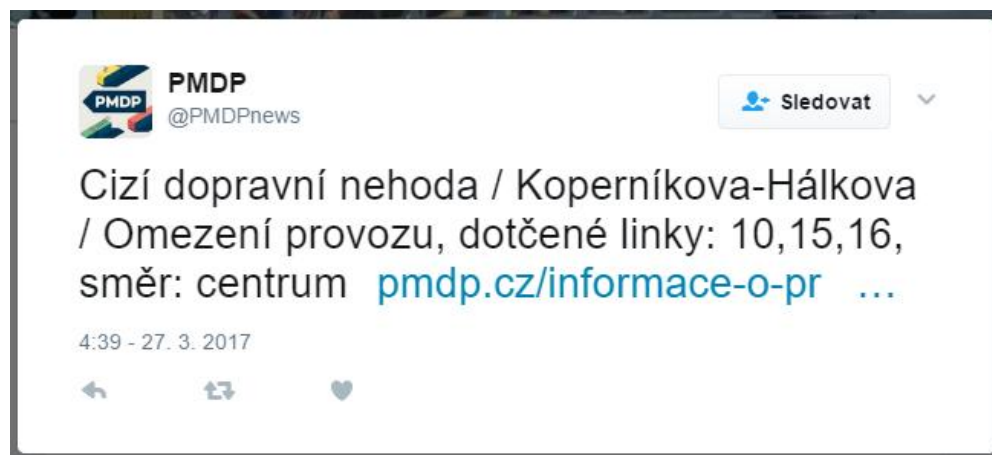 PMDP
PMDP
@PMDPnews
Sledovat
Cizí dopravní nehoda / Koperníkova-Hálkova
/ Omezení provozu, dotčené linky: 10,15,16,
směr: centrum pmdp.cz/informace-o-pr …
4:39 - 27. 3. 2017